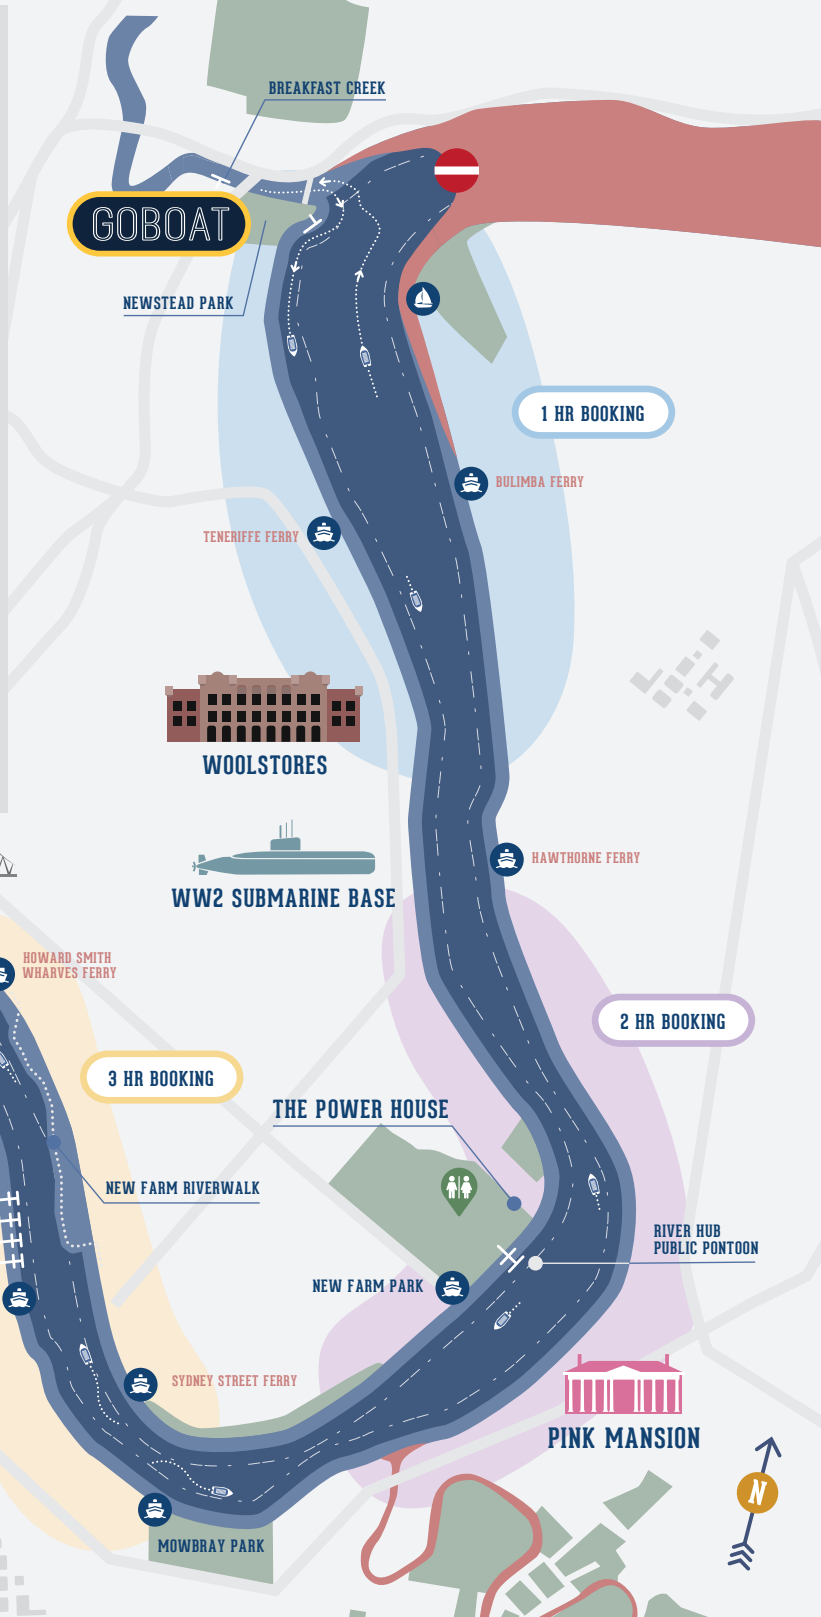 BREAKFAST CREEK
GOBOAT
NEWSTEAD PARK
1 HR BOOKING
BULIMBA FERRY
TENERIFFE FERRY
WOOLSTORES
WW2 SUBMARINE BASE
HAWTHORNE FERRY
HOWARD SMITH
WHARVES FERRY
2 HR BOOKING
3 HR BOOKING
THE POWER HOUSE
NEW FARM RIVERWALK
RIVER HUB
PUBLIC PONTOON
NEW FARM PARK
SYDNEY STREET FERRY
PINK MANSION
N
MOWBRAY PARK